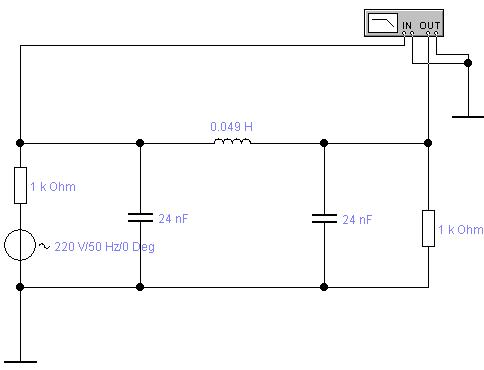 IN OUT
0.049 H
1 k Ohm
24 nF
24 nF
1 k Ohm
~ 220 V/50 Hz/0 Deg